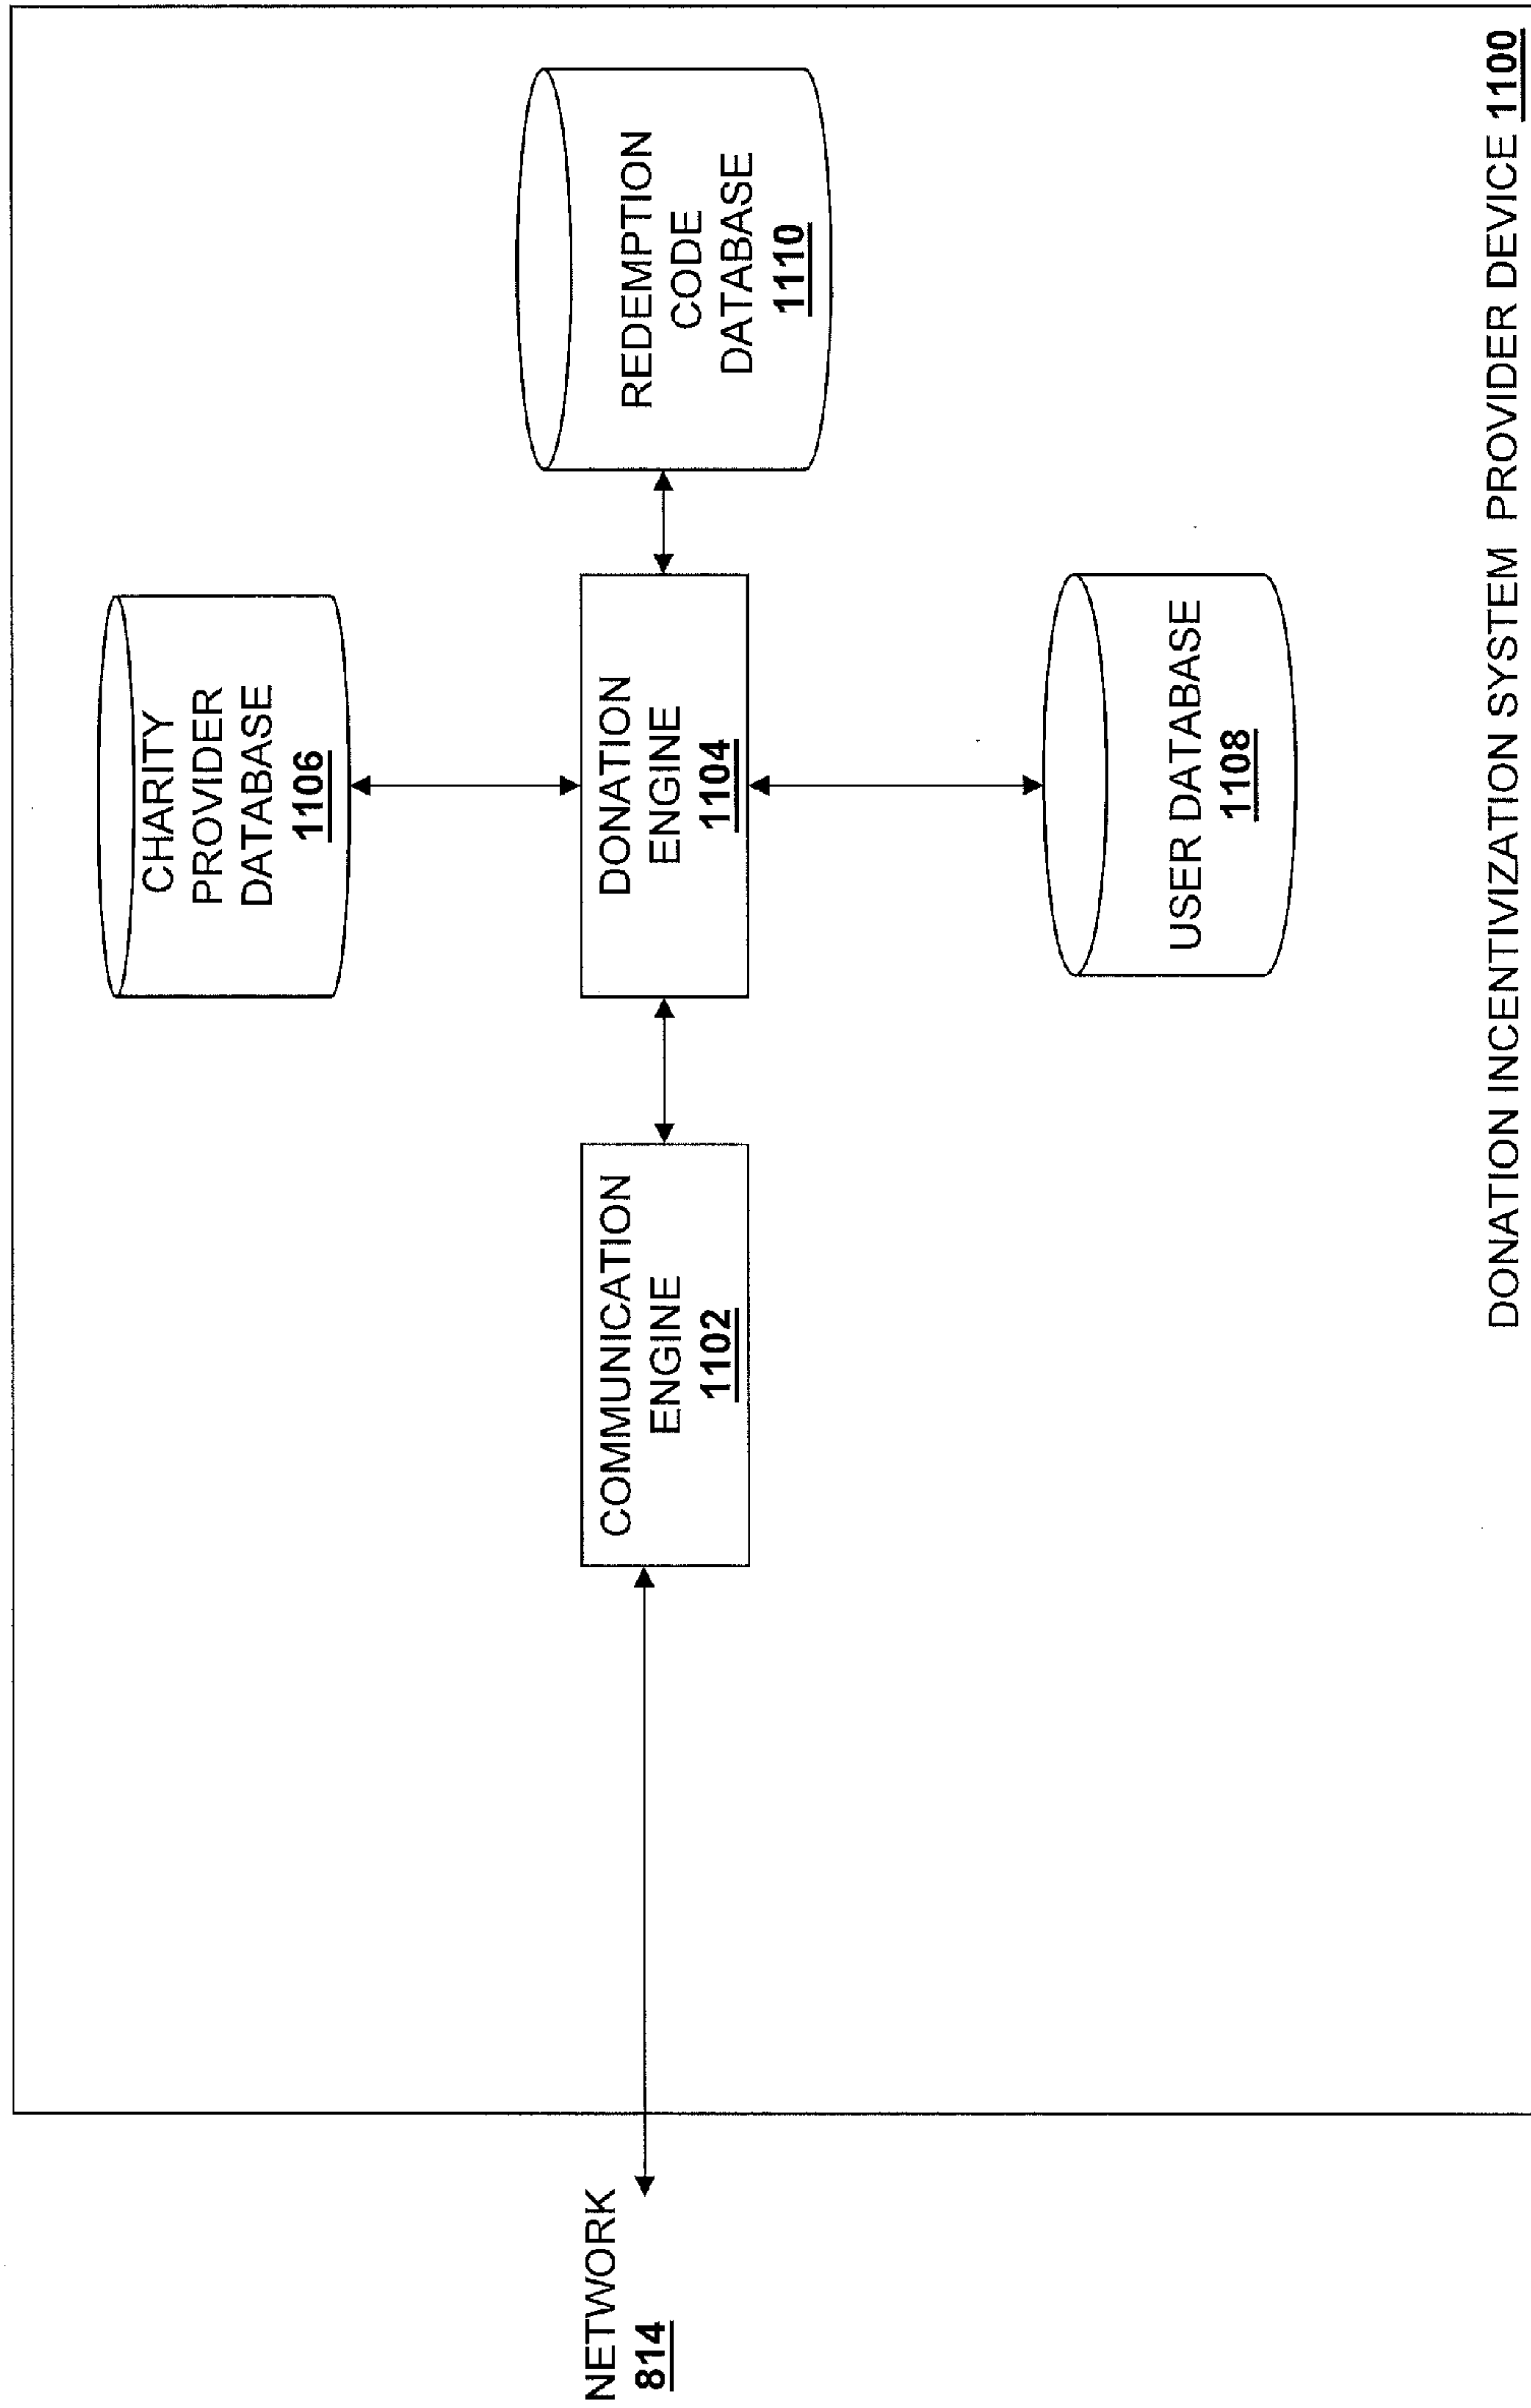 CHARITY
PROVIDER
DATABASE
1106
NETWORK
814
COMMUNICATION
ENGINE
1102
DONATION
ENGINE
1104
REDEMPTION
CODE
DATABASE
1110
USER DATABASE
1108
DONATION INCENTIVIZATION SYSTEM PROVIDER DEVICE 1100